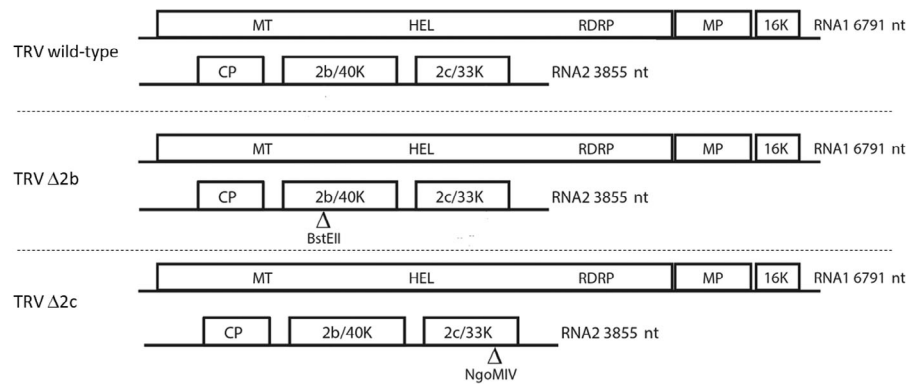 MT HEL RDRP MP 16K RNA1 6791 nt
TRV wild-type
CP 2b/40K 2c/33K RNA2 3855 nt
MT HEL RDRP MP 16K RNA1 6791 nt
TRV Δ2b
CP 2b/40K 2c/33K RNA2 3855 nt
Δ
BstEII
MT HEL RDRP MP 16K RNA1 6791 nt
TRV Δ2c
CP 2b/40K 2c/33K RNA2 3855 nt
Δ
NgoMIV